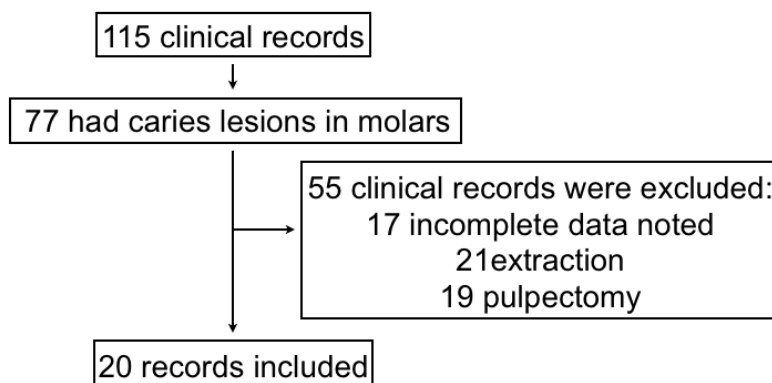 115 clinical records
77 had caries lesions in molars
55 clinical records were excluded:
17 incomplete data noted
21extraction
19 pulpectomy
20 records included